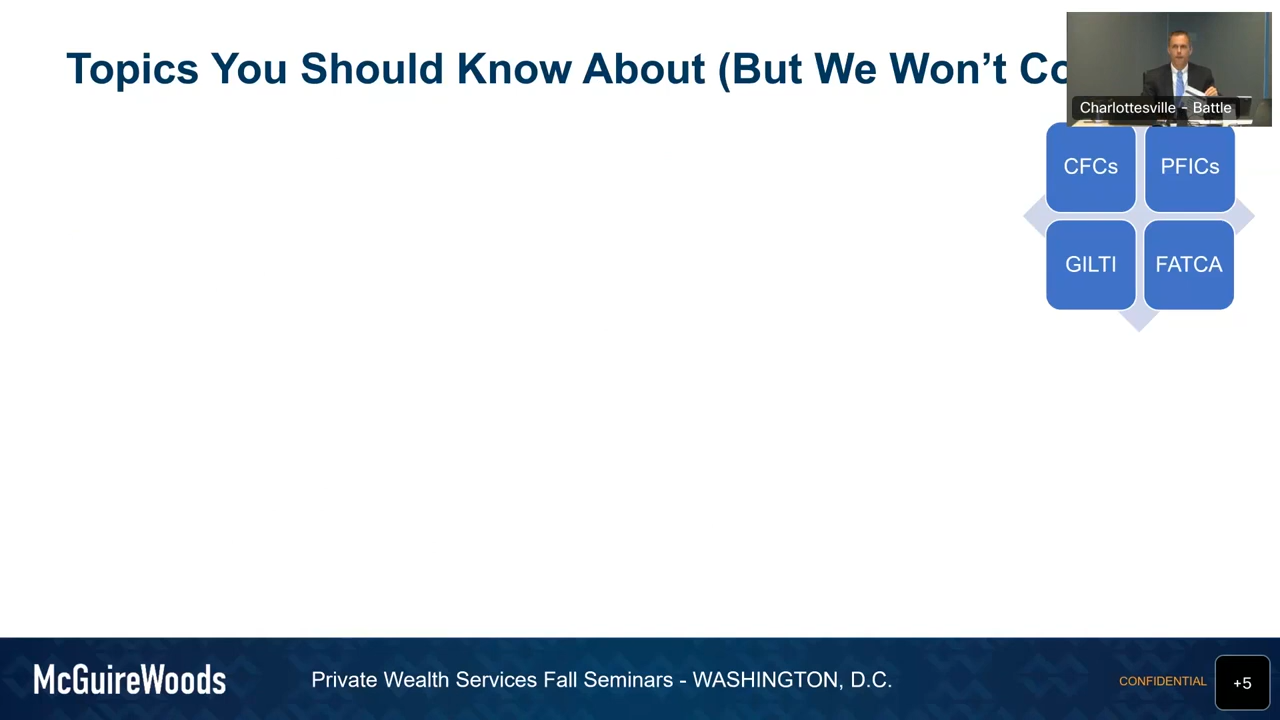 Topics You Should Know About (But We Won’t Co
Charlottesville - Battle
CFCs
PFICs
GILTI
FATCA
McGuireWoods
Private Wealth Services Fall Seminars - WASHINGTON, D.C.
CONFIDENTIAL
+5